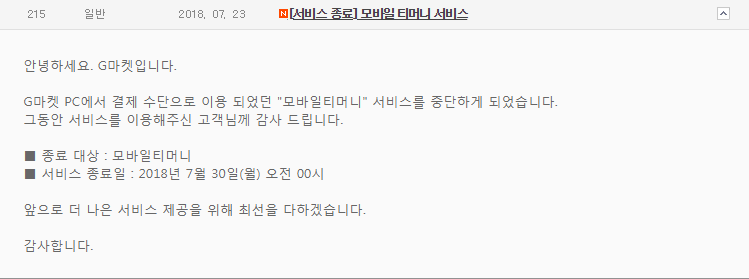 215 일반 2018. 07. 23 N [서비스 종료] 모바일 티머니 서비스
안녕하세요. G마켓입니다.
G마켓 PC에서 결제 수단으로 이용 되었던 "모바일티머니" 서비스를 중단하게 되었습니다.
그동안 서비스를 이용해주신 고객님께 감사 드립니다.
■ 종료 대상 : 모바일티머니
■ 서비스 종료일 : 2018년 7월 30일(월) 오전 00시
앞으로 더 나은 서비스 제공을 위해 최선을 다하겠습니다.
감사합니다.